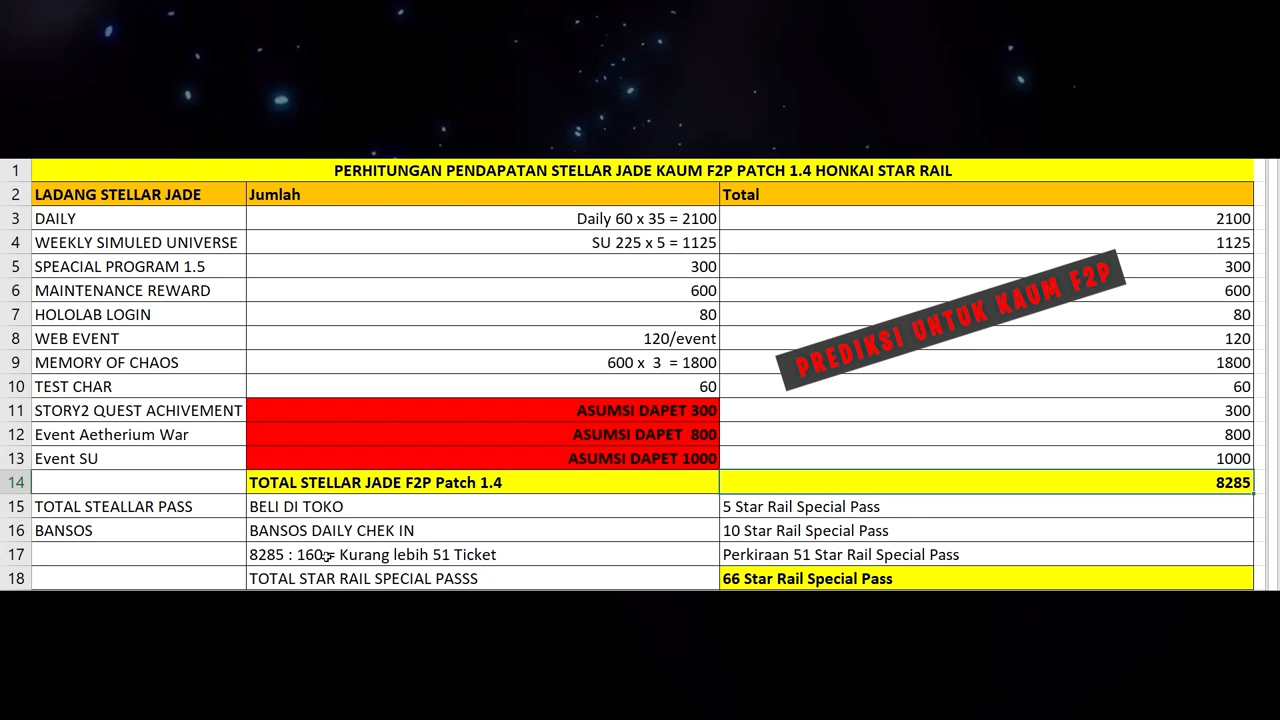 1 PERHITUNGAN PENDAPATAN STELLAR JADE KAUM F2P PATCH 1.4 HONKAI STAR RAIL
2 LADANG STELLAR JADE Jumlah Total
3 DAILY Daily 60 x 35 = 2100 2100
4 WEEKLY SIMULED UNIVERSE SU 225 x 5 = 1125 1125
5 SPEACIAL PROGRAM 1.5 300 300
6 MAINTENANCE REWARD 600 600
7 HOLOLAB LOGIN 80 80
8 WEB EVENT 120/event 120
9 MEMORY OF CHAOS 600 x 3 = 1800 1800
10 TEST CHAR 60 60
11 STORY2 QUEST ACHIVEMENT ASUMSI DAPET 300 300
12 Event Aetherium War ASUMSI DAPET 800 800
13 Event SU ASUMSI DAPET 1000 1000
14 TOTAL STELLAR JADE F2P Patch 1.4 8285
15 TOTAL STEALLAR PASS BELI DI TOKO 5 Star Rail Special Pass
16 BANSOS BANSOS DAILY CHEK IN 10 Star Rail Special Pass
17 8285 : 160 = Kurang lebih 51 Ticket Perkiraan 51 Star Rail Special Pass
18 TOTAL STAR RAIL SPECIAL PASSS 66 Star Rail Special Pass
PREDIKSI UNTUK KAUM F2P